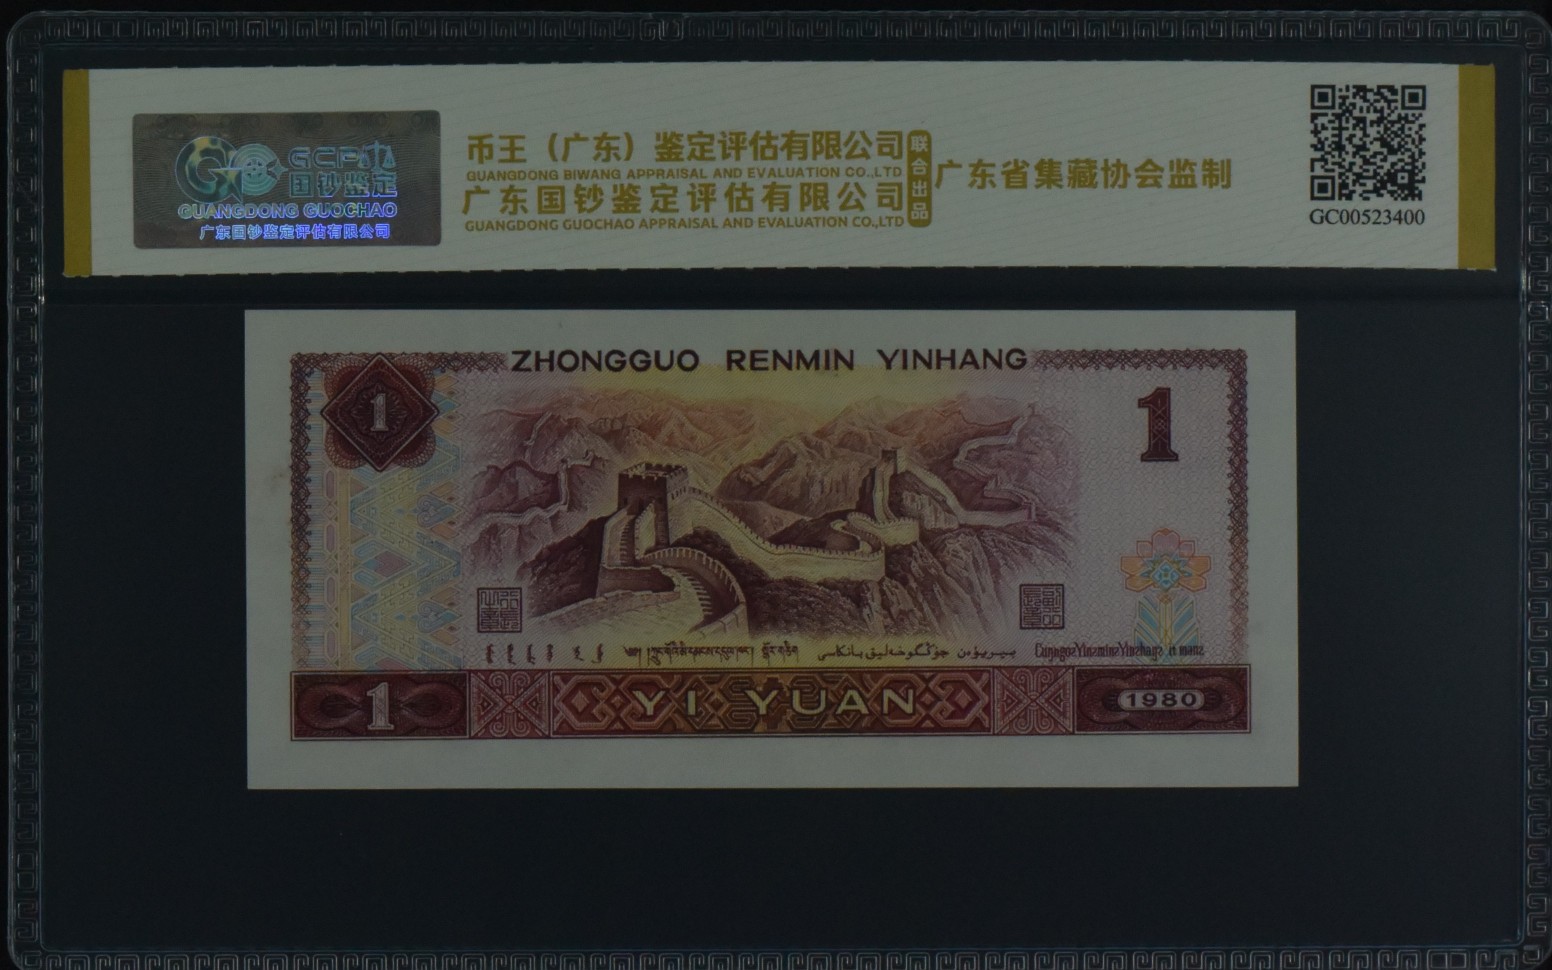 GCP
国钞鉴定
GUANGDONG GUOCHAO
广东国钞鉴定评估有限公司
币王（广东）鉴定评估有限公司
GUANGDONG BIWANG APPRAISAL AND EVALUATION CO.,LTD
广东国钞鉴定评估有限公司
GUANGDONG GUOCHAO APPRAISAL AND EVALUATION CO.,LTD
联合出品
广东省集藏协会监制
GC00523400
ZHONGGUO RENMIN YINHANG
1
1
Cunghgoz Yinzminz Yinzhangz
1
YI YUAN
1980